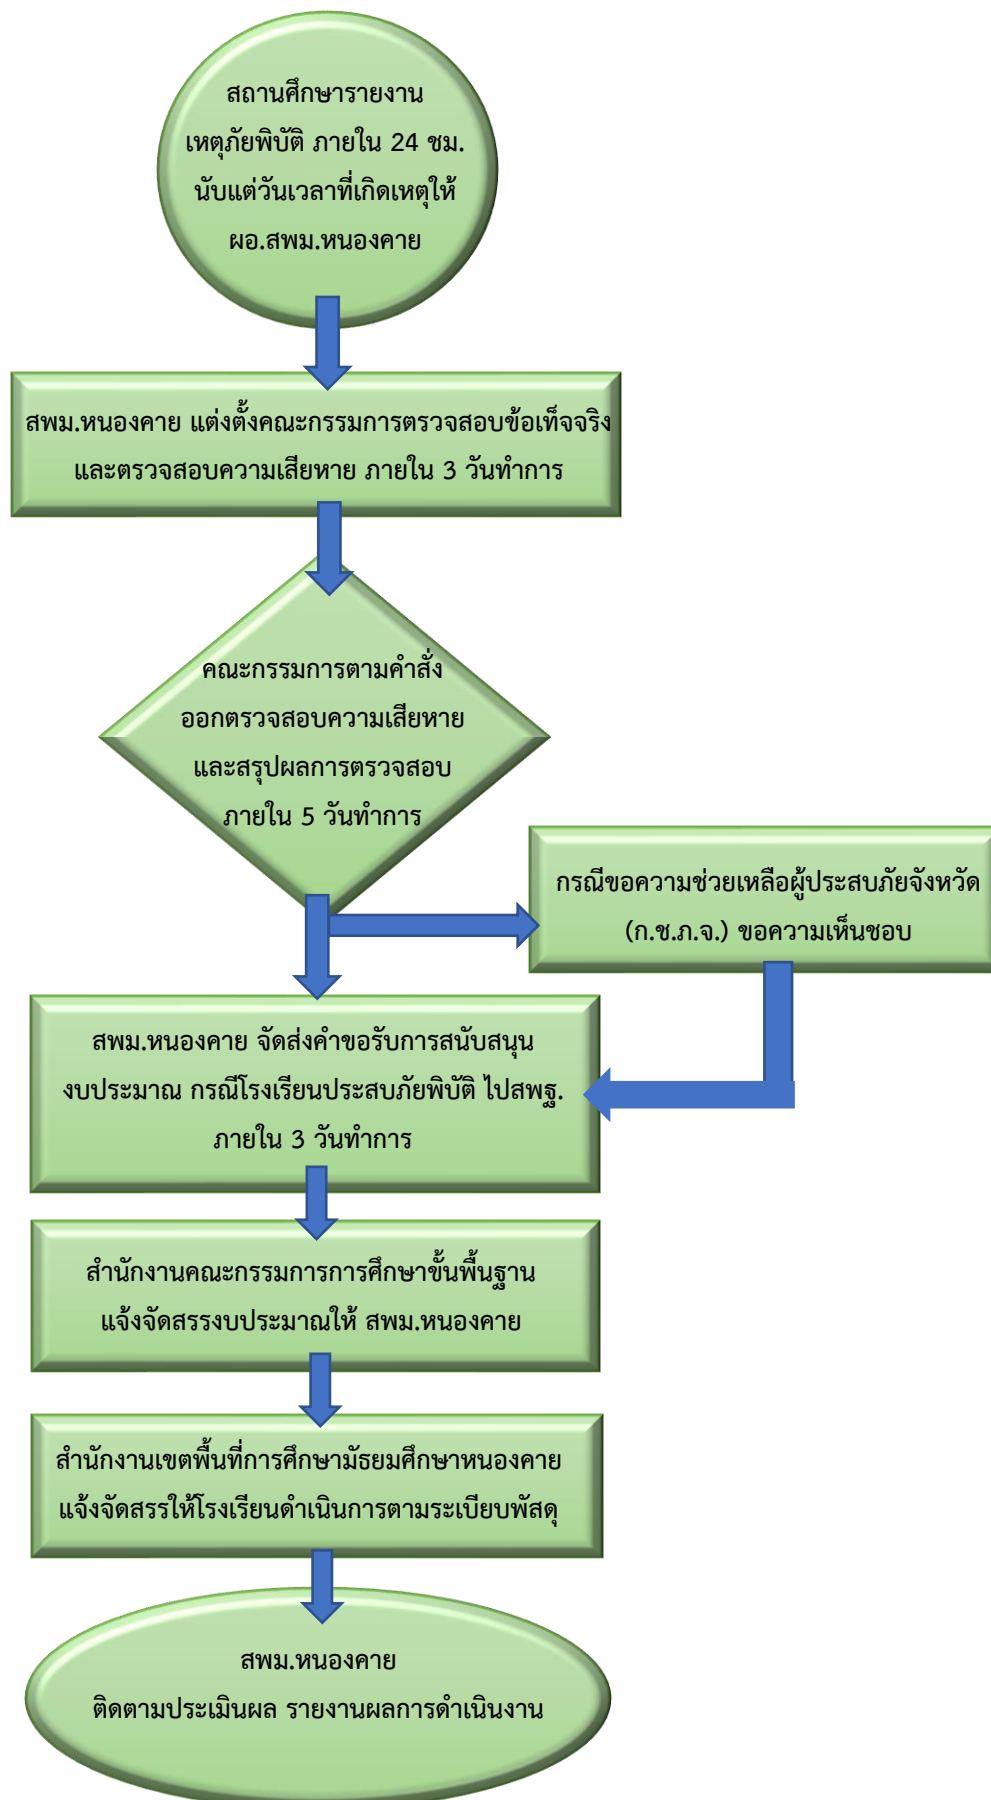 สถานศึกษารายงาน
เหตุภัยพิบัติ ภายใน 24 ชม.
นับแต่วันเวลาที่เกิดเหตุให้
ผอ.สพม.หนองคาย
สพม.หนองคาย แต่งตั้งคณะกรรมการตรวจสอบข้อเท็จจริง
และตรวจสอบความเสียหาย ภายใน 3 วันทำการ
คณะกรรมการตามคำสั่ง
ออกตรวจสอบความเสียหาย
และสรุปผลการตรวจสอบ
ภายใน 5 วันทำการ
กรณีขอความช่วยเหลือผู้ประสบภัยจังหวัด
(ก.ช.ภ.จ.) ขอความเห็นชอบ
สพม.หนองคาย จัดส่งคำขอรับการสนับสนุน
งบประมาณ กรณีโรงเรียนประสบภัยพิบัติ ไปสพฐ.
ภายใน 3 วันทำการ
สำนักงานคณะกรรมการการศึกษาขั้นพื้นฐาน
แจ้งจัดสรรงบประมาณให้ สพม.หนองคาย
สำนักงานเขตพื้นที่การศึกษามัธยมศึกษาหนองคาย
แจ้งจัดสรรให้โรงเรียนดำเนินการตามระเบียบพัสดุ
สพม.หนองคาย
ติดตามประเมินผล รายงานผลการดำเนินงาน